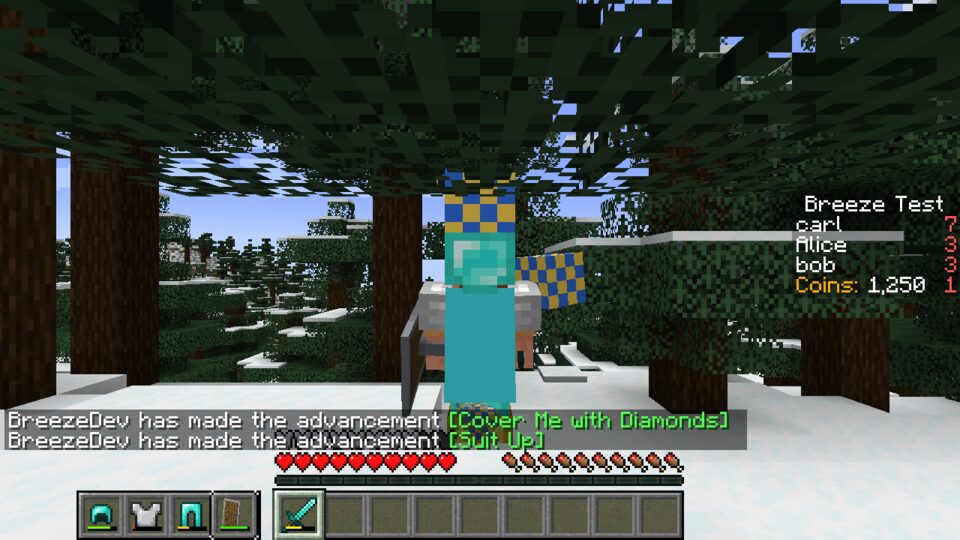 Breeze Test
carl 7
Alice 3
bob 3
Coins: 1,250 1
BreezeDev has made the advancement [Cover Me with Diamonds]
BreezeDev has made the advancement [Suit Up]